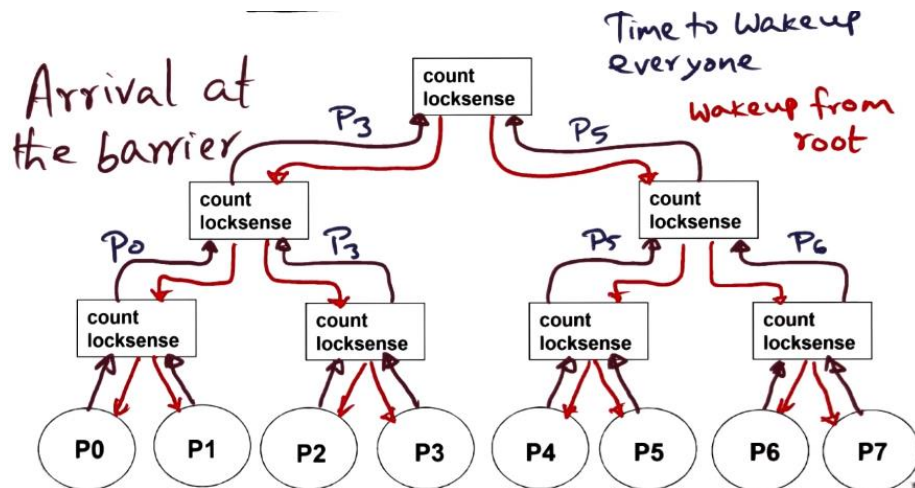 Time to Wakeup
everyone
Arrival at
the barrier
wakeup from
root
count
locksense
P3
P5
count
locksense
count
locksense
P0
P3
P5
P6
count
locksense
count
locksense
count
locksense
count
locksense
P0
P1
P2
P3
P4
P5
P6
P7